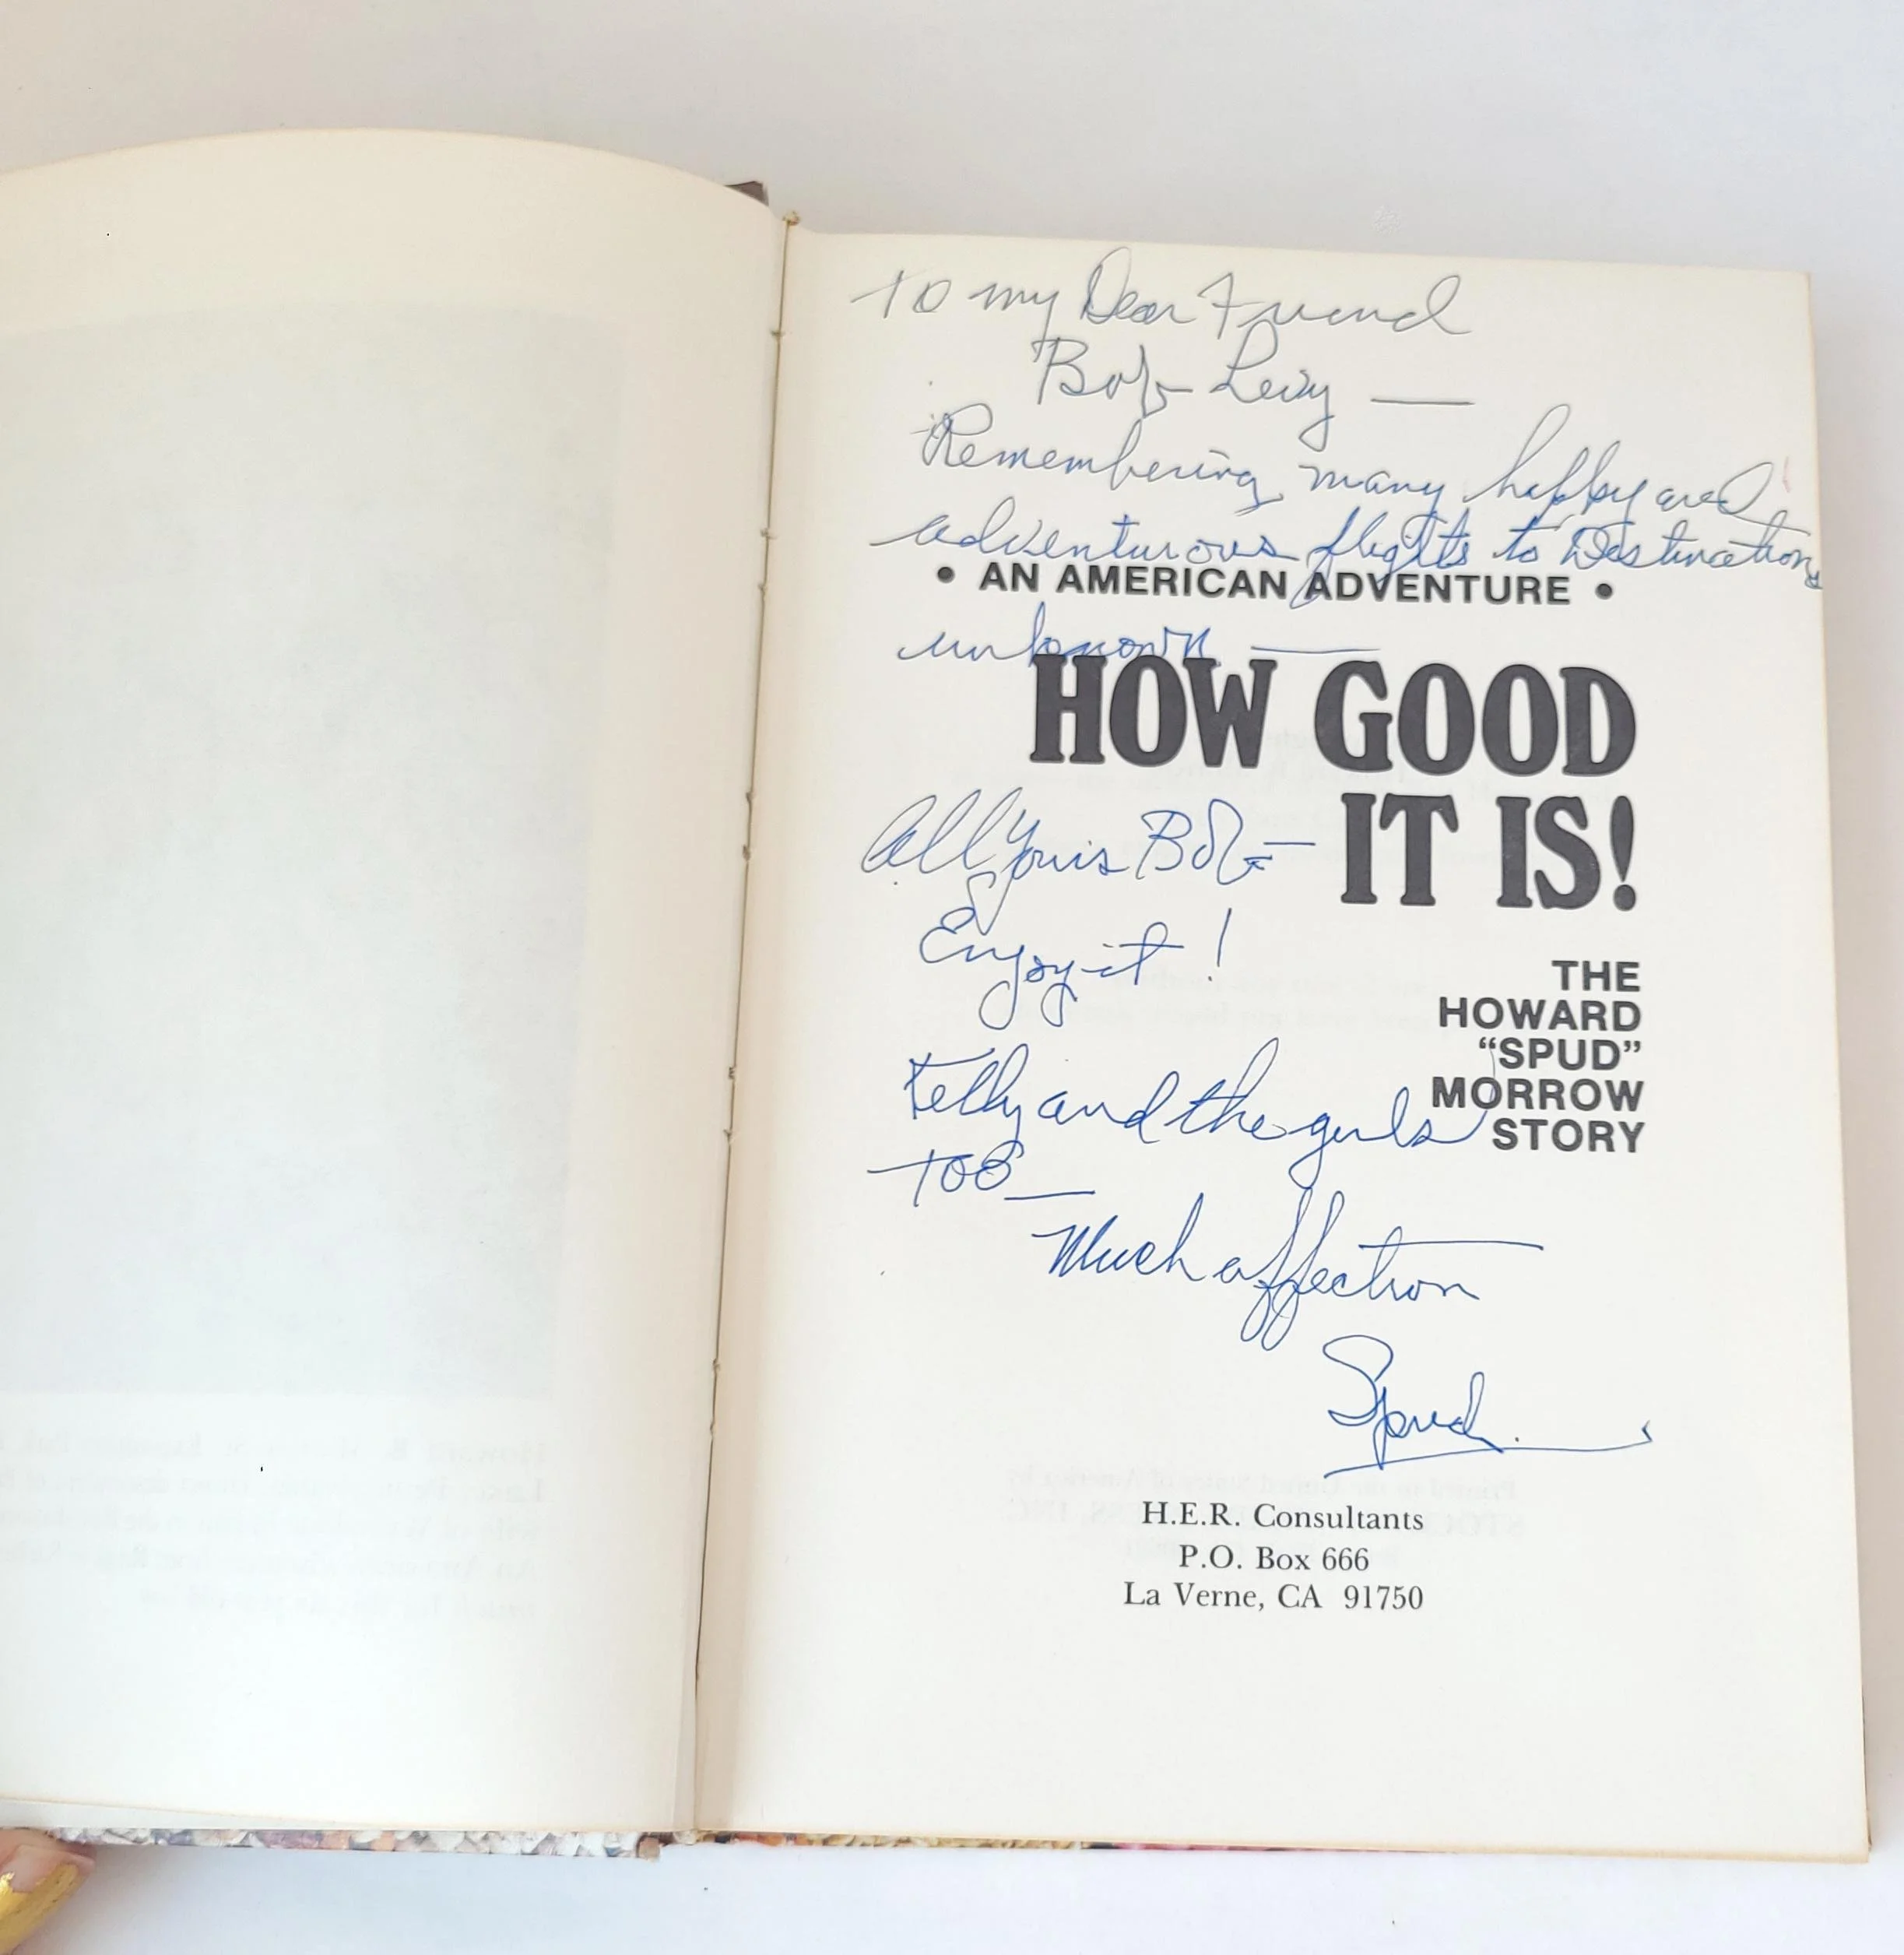 To my Dear Friend
Bob Levy —
Remembering many happy and
adventurous flights to Destinations
• AN AMERICAN ADVENTURE •
unknown —
HOW GOOD
IT IS!
All Yours Bob —
Enjoy it!
THE
HOWARD
“SPUD”
MORROW
STORY
Kelly and the girls
too —
Much affection
Spud.
H.E.R. Consultants
P.O. Box 666
La Verne, CA 91750